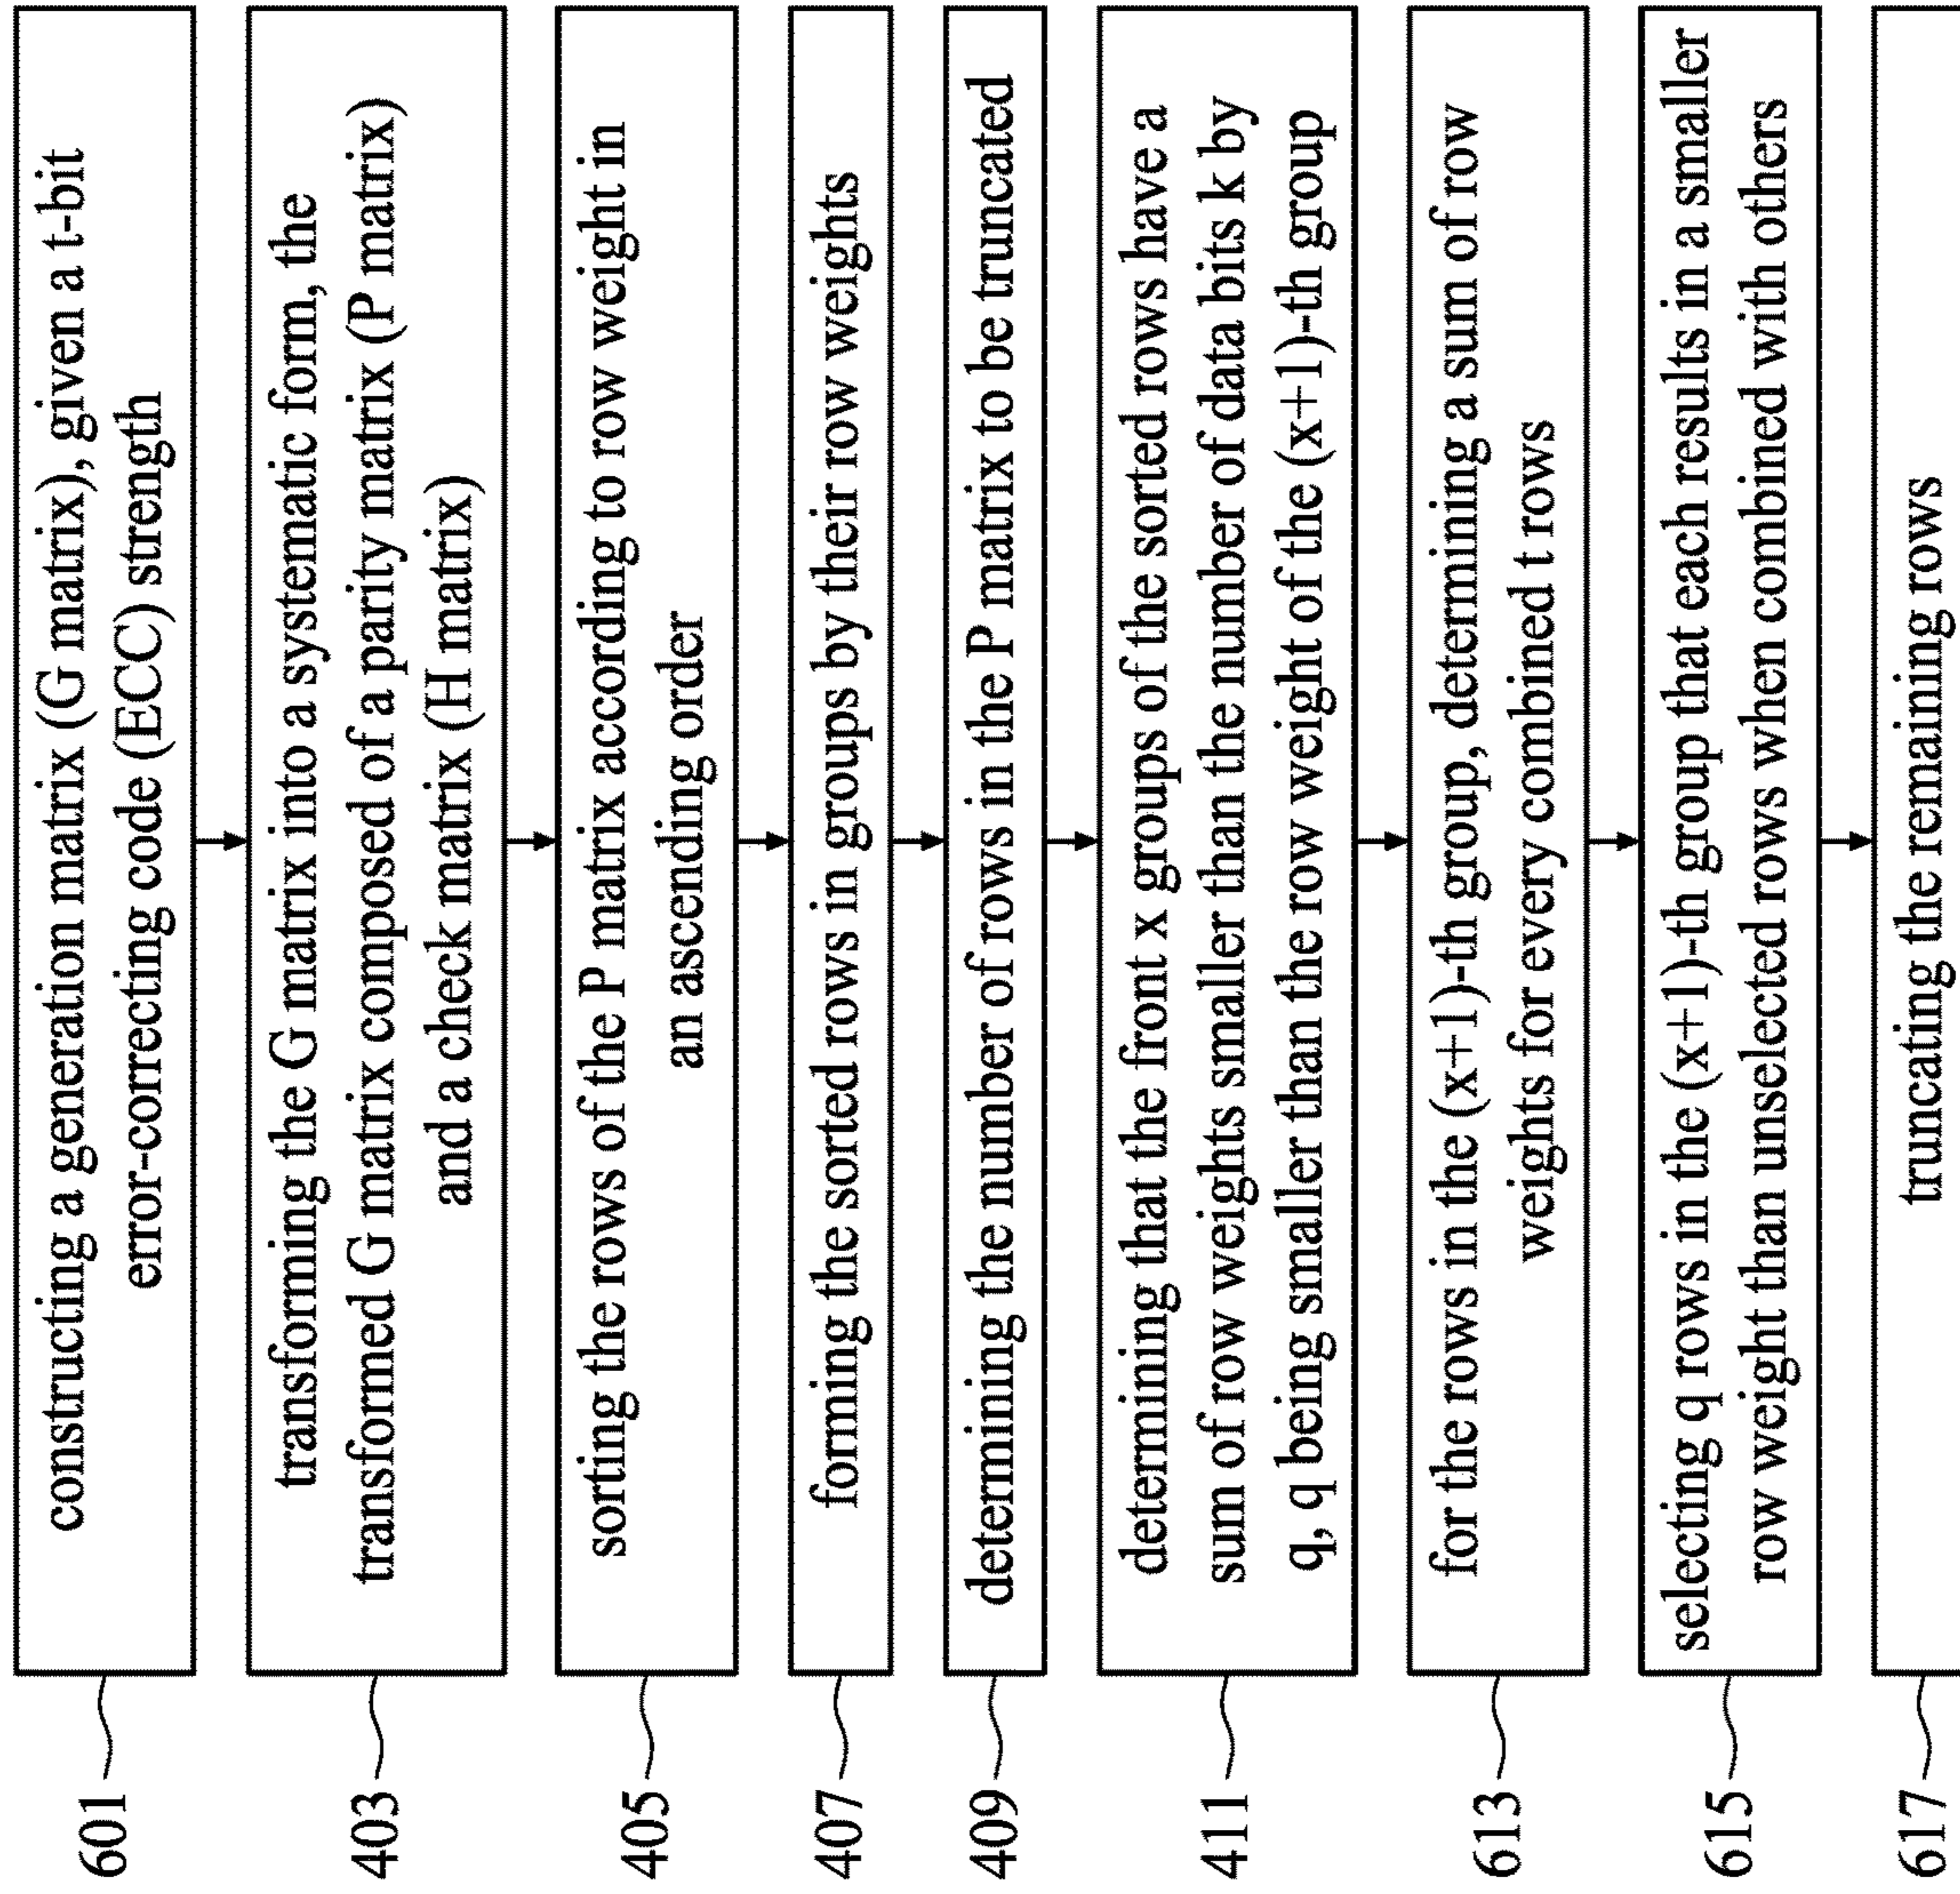 601
constructing a generation matrix (G matrix), given a t-bit
error-correcting code (ECC) strength
403
transforming the G matrix into a systematic form, the
transformed G matrix composed of a parity matrix (P matrix)
and a check matrix (H matrix)
405
sorting the rows of the P matrix according to row weight in
an ascending order
407
forming the sorted rows in groups by their row weights
409
determining the number of rows in the P matrix to be truncated
411
determining that the front x groups of the sorted rows have a
sum of row weights smaller than the number of data bits k by
q, q being smaller than the row weight of the (x+1)-th group
613
for the rows in the (x+1)-th group, determining a sum of row
weights for every combined t rows
615
selecting q rows in the (x+1)-th group that each results in a smaller
row weight than unselected rows when combined with others
617
truncating the remaining rows